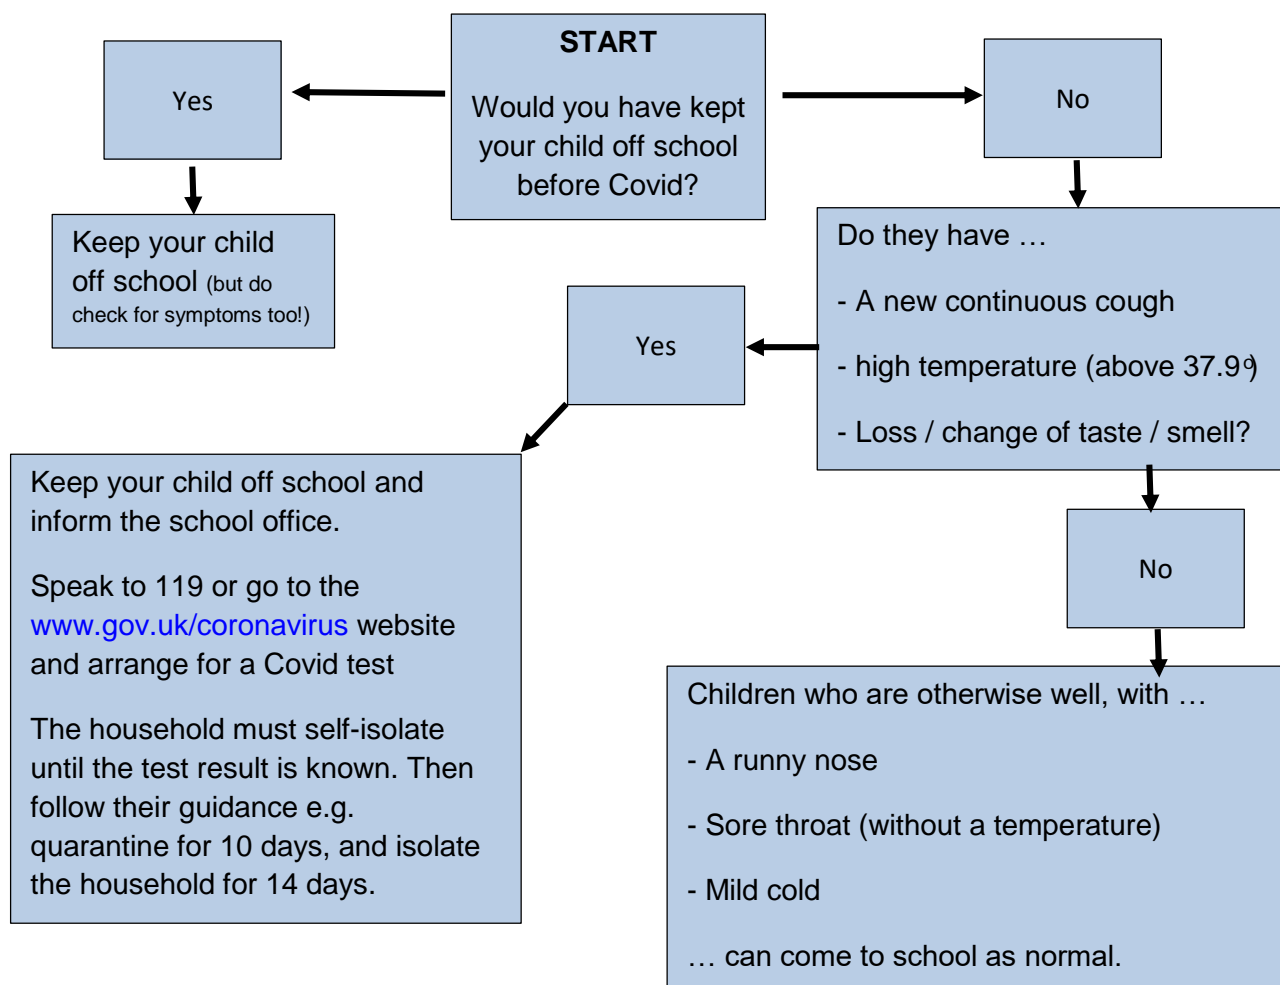 START
Would you have kept
your child off school
before Covid?
Yes
No
Keep your child
off school (but do
check for symptoms too!)
Do they have …
- A new continuous cough
- high temperature (above 37.9º)
- Loss / change of taste / smell?
Yes
Keep your child off school and
inform the school office.
Speak to 119 or go to the
www.gov.uk/coronavirus website
and arrange for a Covid test
The household must self-isolate
until the test result is known. Then
follow their guidance e.g.
quarantine for 10 days, and isolate
the household for 14 days.
No
Children who are otherwise well, with …
- A runny nose
- Sore throat (without a temperature)
- Mild cold
… can come to school as normal.